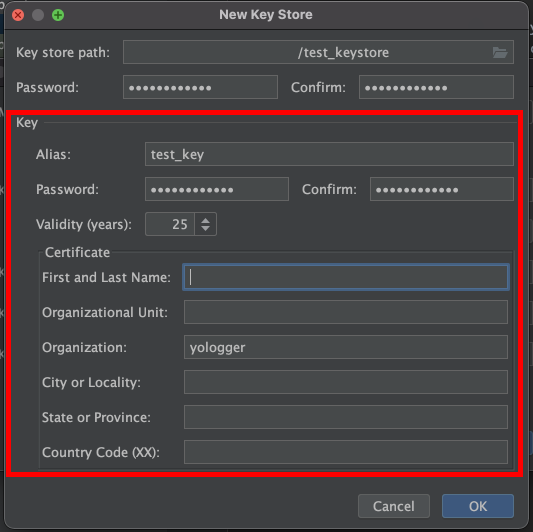 New Key Store
Key store path: /test_keystore
Password: •••••••••••• Confirm: ••••••••••••
Key
Alias: test_key
Password: •••••••••••• Confirm: ••••••••••••
Validity (years): 25
Certificate
First and Last Name:
Organizational Unit:
Organization: yologger
City or Locality:
State or Province:
Country Code (XX):
Cancel OK